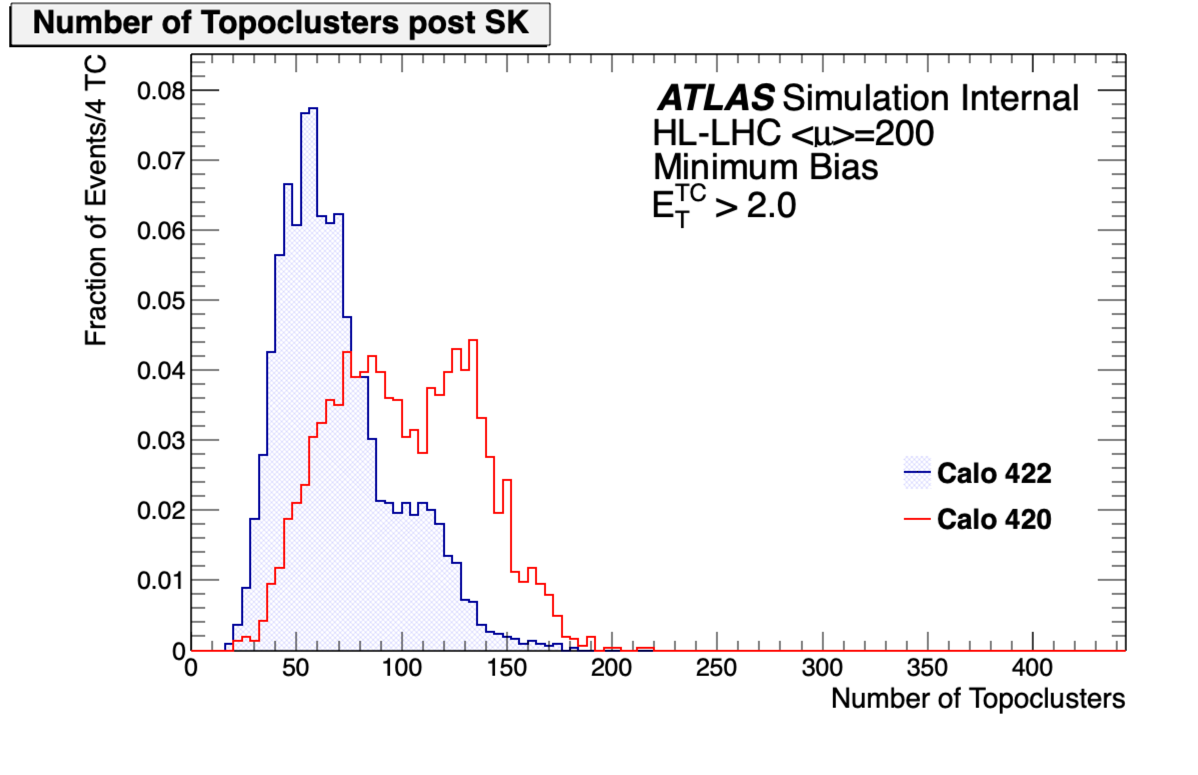 Number of Topoclusters post SK
Fraction of Events/4 TC
0.08
0.07
0.06
0.05
0.04
0.03
0.02
0.01
0
ATLAS Simulation Internal
HL-LHC <μ>=200
Minimum Bias
E_T^TC > 2.0
Calo 422
Calo 420
0 50 100 150 200 250 300 350 400
Number of Topoclusters